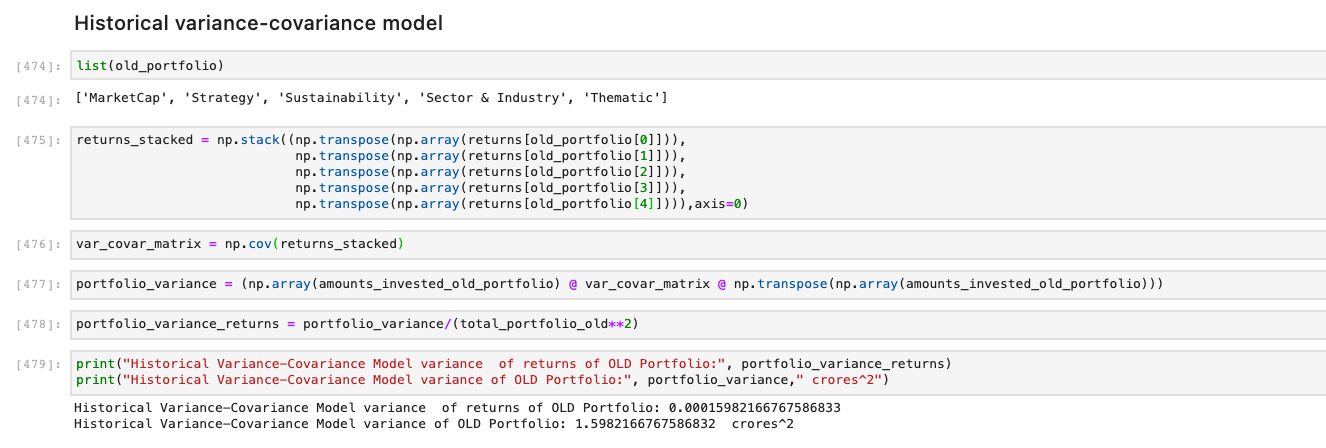 Historical variance-covariance model
[474]: list(old_portfolio)
[474]: ['MarketCap', 'Strategy', 'Sustainability', 'Sector & Industry', 'Thematic']
[475]: returns_stacked = np.stack((np.transpose(np.array(returns[old_portfolio[0]])),
np.transpose(np.array(returns[old_portfolio[1]])),
np.transpose(np.array(returns[old_portfolio[2]])),
np.transpose(np.array(returns[old_portfolio[3]])),
np.transpose(np.array(returns[old_portfolio[4]]))),axis=0)
[476]: var_covar_matrix = np.cov(returns_stacked)
[477]: portfolio_variance = (np.array(amounts_invested_old_portfolio) @ var_covar_matrix @ np.transpose(np.array(amounts_invested_old_portfolio)))
[478]: portfolio_variance_returns = portfolio_variance/(total_portfolio_old**2)
[479]: print("Historical Variance-Covariance Model variance  of returns of OLD Portfolio:", portfolio_variance_returns)
print("Historical Variance-Covariance Model variance of OLD Portfolio:", portfolio_variance," crores^2")
Historical Variance-Covariance Model variance  of returns of OLD Portfolio: 0.00015982166767586833
Historical Variance-Covariance Model variance of OLD Portfolio: 1.5982166767586832  crores^2